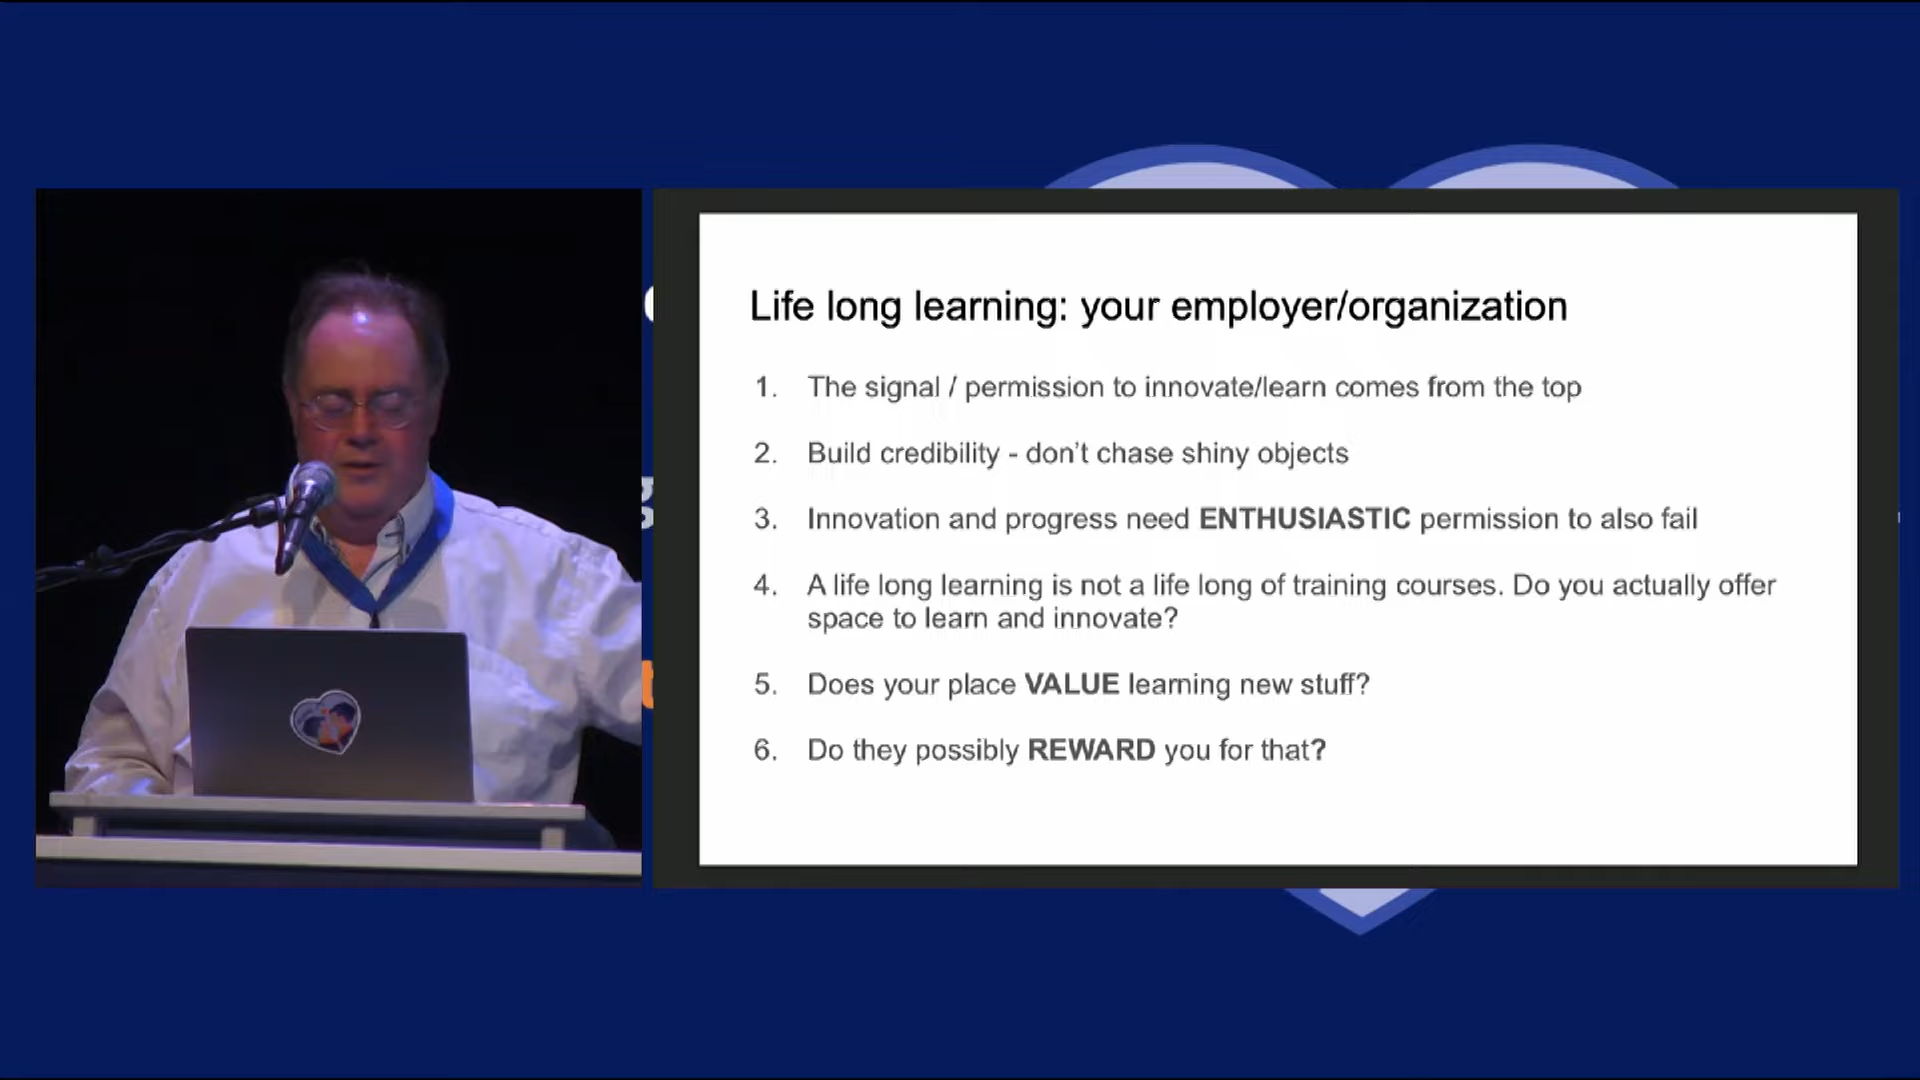 Life long learning: your employer/organization
1. The signal / permission to innovate/learn comes from the top
2. Build credibility - don't chase shiny objects
3. Innovation and progress need ENTHUSIASTIC permission to also fail
4. A life long learning is not a life long of training courses. Do you actually offer
space to learn and innovate?
5. Does your place VALUE learning new stuff?
6. Do they possibly REWARD you for that?